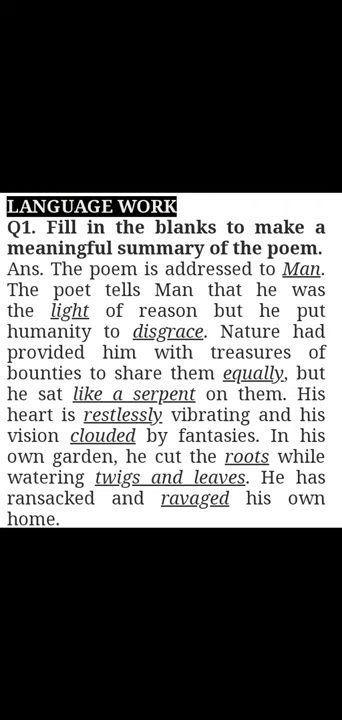 LANGUAGE WORK
Q1. Fill in the blanks to make a
meaningful summary of the poem.
Ans. The poem is addressed to Man.
The poet tells Man that he was
the light of reason but he put
humanity to disgrace. Nature had
provided him with treasures of
bounties to share them equally, but
he sat like a serpent on them. His
heart is restlessly vibrating and his
vision clouded by fantasies. In his
own garden, he cut the roots while
watering twigs and leaves. He has
ransacked and ravaged his own
home.